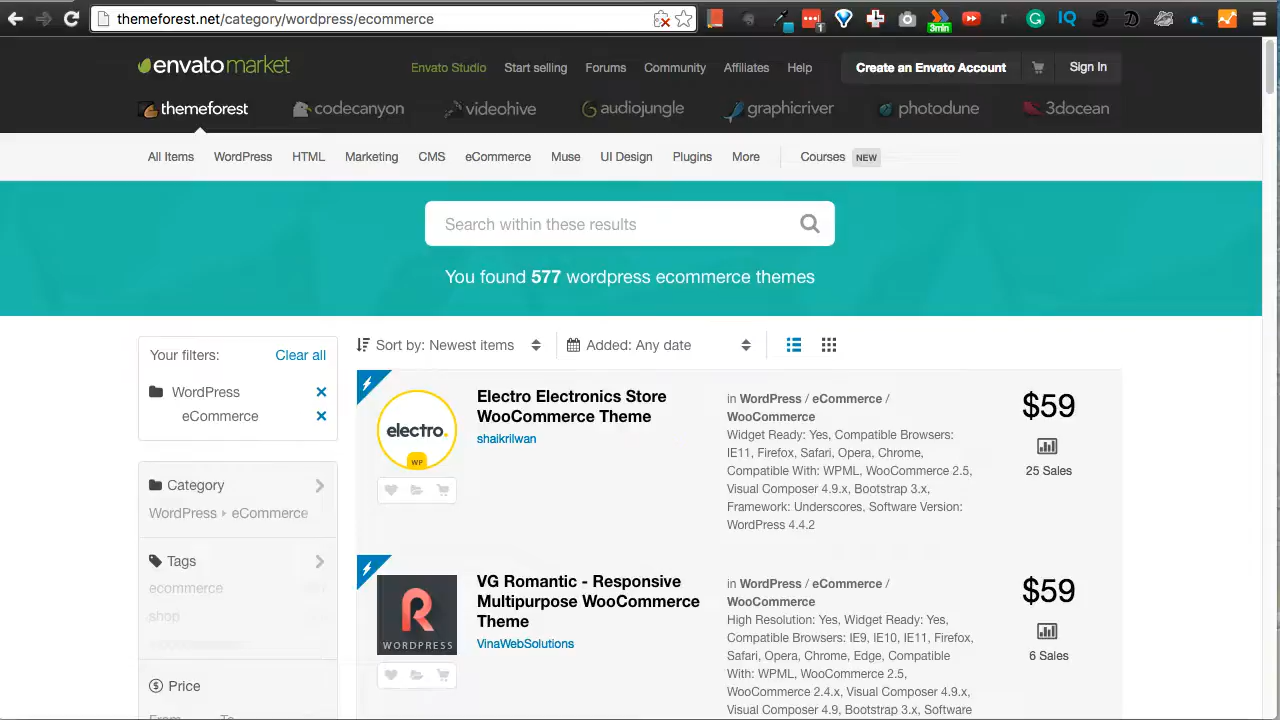 themeforest.net/category/wordpress/ecommerce
1
3min
r
IQ
D
envatomarket
Envato Studio Start selling Forums Community Affiliates Help Create an Envato Account Sign In
themeforest codecanyon videohive audiojungle graphicriver photodune 3docean
All Items WordPress HTML Marketing CMS eCommerce Muse UI Design Plugins More Courses NEW
Search within these results
You found 577 wordpress ecommerce themes
Your filters: Clear all
WordPress
eCommerce
Category
WordPress eCommerce
Tags
ecommerce
shop
Price
From To
Sort by: Newest items Added: Any date
electro.
WP
Electro Electronics Store
WooCommerce Theme
shaikrilwan
in WordPress / eCommerce /
WooCommerce
Widget Ready: Yes, Compatible Browsers:
IE11, Firefox, Safari, Opera, Chrome,
Compatible With: WPML, WooCommerce 2.5,
Visual Composer 4.9.x, Bootstrap 3.x,
Framework: Underscores, Software Version:
WordPress 4.4.2
$59
25 Sales
R
WORDPRESS
VG Romantic - Responsive
Multipurpose WooCommerce
Theme
VinaWebSolutions
in WordPress / eCommerce /
WooCommerce
High Resolution: Yes, Widget Ready: Yes,
Compatible Browsers: IE9, IE10, IE11, Firefox,
Safari, Opera, Chrome, Edge, Compatible
With: WPML, WooCommerce 2.5,
WooCommerce 2.4.x, Visual Composer 4.9.x,
Visual Composer 4.9, Bootstrap 3.x, Software
$59
6 Sales